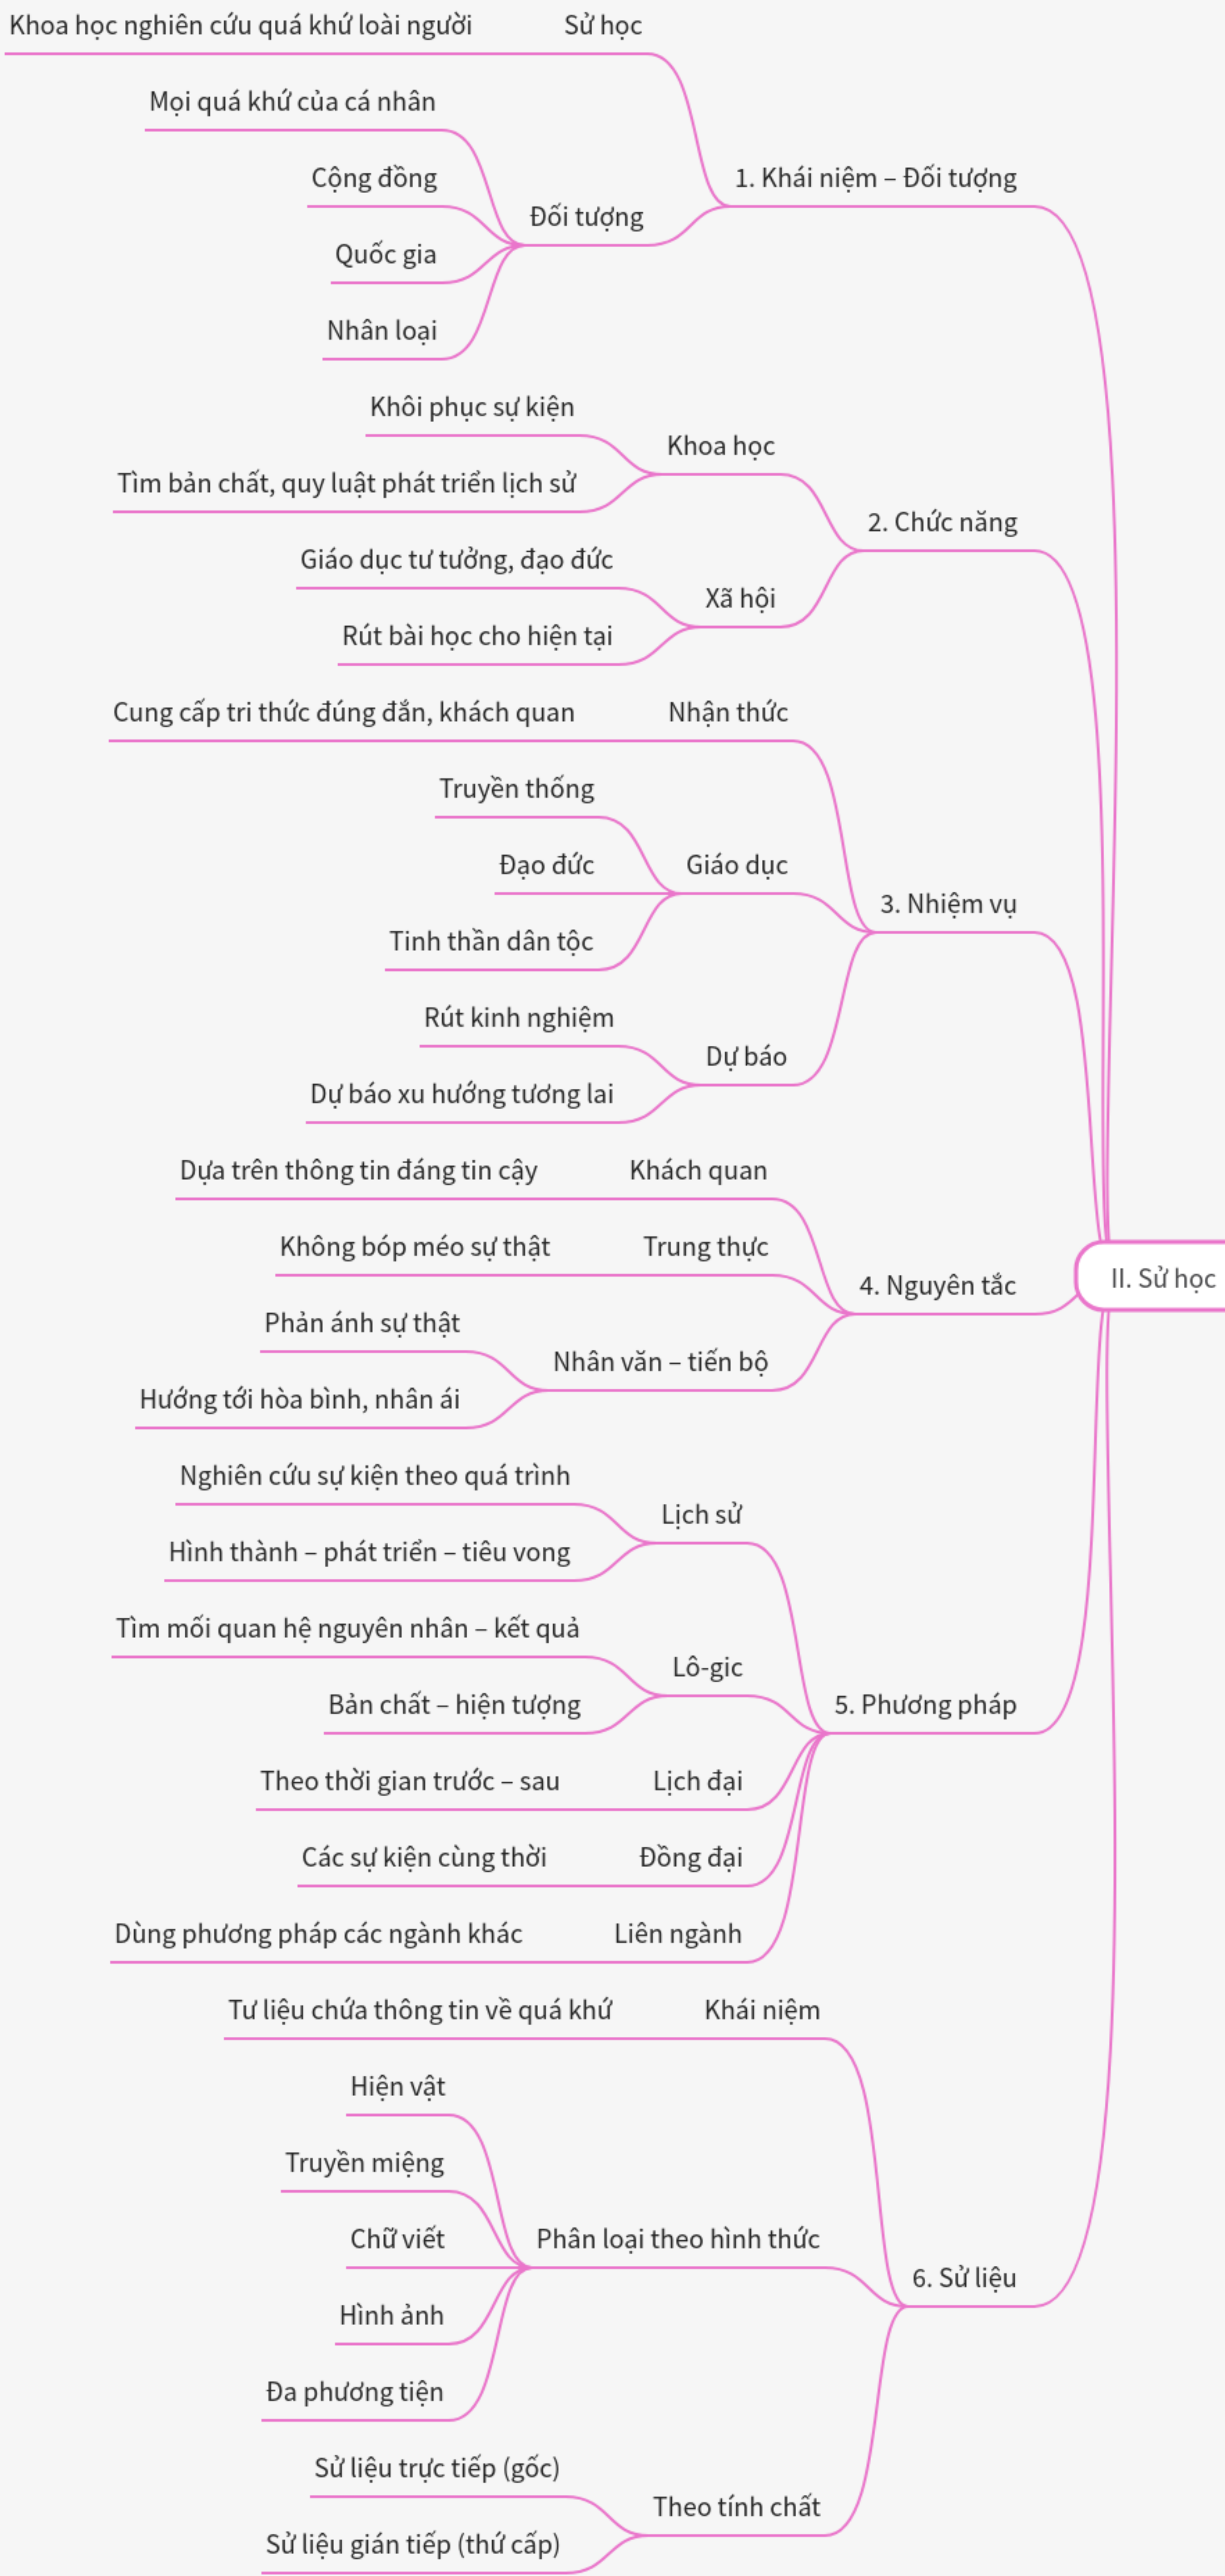 Khoa học nghiên cứu quá khứ loài người
Sử học
Mọi quá khứ của cá nhân
Cộng đồng
1. Khái niệm – Đối tượng
Đối tượng
Quốc gia
Nhân loại
Khôi phục sự kiện
Khoa học
Tìm bản chất, quy luật phát triển lịch sử
2. Chức năng
Giáo dục tư tưởng, đạo đức
Xã hội
Rút bài học cho hiện tại
Cung cấp tri thức đúng đắn, khách quan
Nhận thức
Truyền thống
Đạo đức
Giáo dục
3. Nhiệm vụ
Tinh thần dân tộc
Rút kinh nghiệm
Dự báo
Dự báo xu hướng tương lai
Dựa trên thông tin đáng tin cậy
Khách quan
Không bóp méo sự thật
Trung thực
II. Sử học
4. Nguyên tắc
Phản ánh sự thật
Nhân văn – tiến bộ
Hướng tới hòa bình, nhân ái
Nghiên cứu sự kiện theo quá trình
Lịch sử
Hình thành – phát triển – tiêu vong
Tìm mối quan hệ nguyên nhân – kết quả
Lô-gic
Bản chất – hiện tượng
5. Phương pháp
Theo thời gian trước – sau
Lịch đại
Các sự kiện cùng thời
Đồng đại
Dùng phương pháp các ngành khác
Liên ngành
Tư liệu chứa thông tin về quá khứ
Khái niệm
Hiện vật
Truyền miệng
Chữ viết
Phân loại theo hình thức
6. Sử liệu
Hình ảnh
Đa phương tiện
Sử liệu trực tiếp (gốc)
Theo tính chất
Sử liệu gián tiếp (thứ cấp)